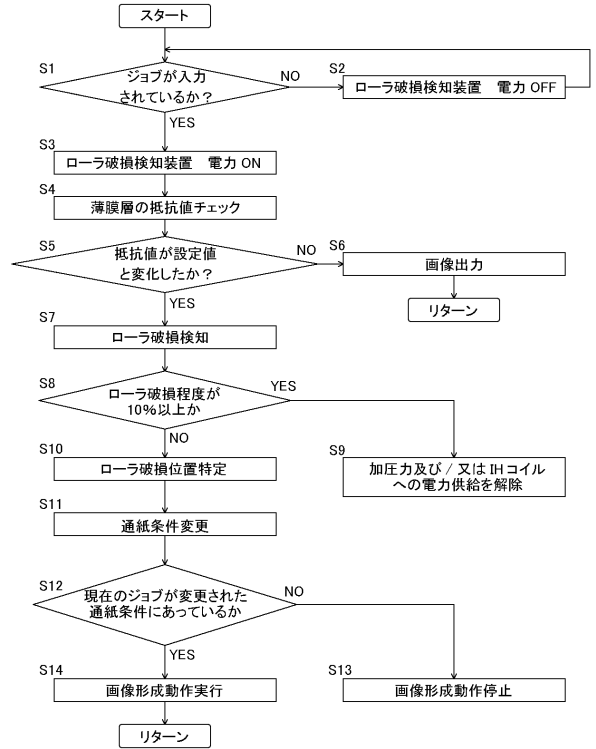 スタート
S1
ジョブが入力
されているか？
NO
S2
ローラ破損検知装置　電力 OFF
YES
S3
ローラ破損検知装置　電力 ON
S4
薄膜層の抵抗値チェック
S5
抵抗値が設定値
と変化したか？
NO
S6
画像出力
リターン
YES
S7
ローラ破損検知
S8
ローラ破損程度が
10%以上か
YES
NO
S9
加圧力及び / 又は IH コイル
への電力供給を解除
S10
ローラ破損位置特定
S11
通紙条件変更
S12
現在のジョブが変更された
通紙条件にあっているか
NO
YES
S13
画像形成動作停止
S14
画像形成動作実行
リターン